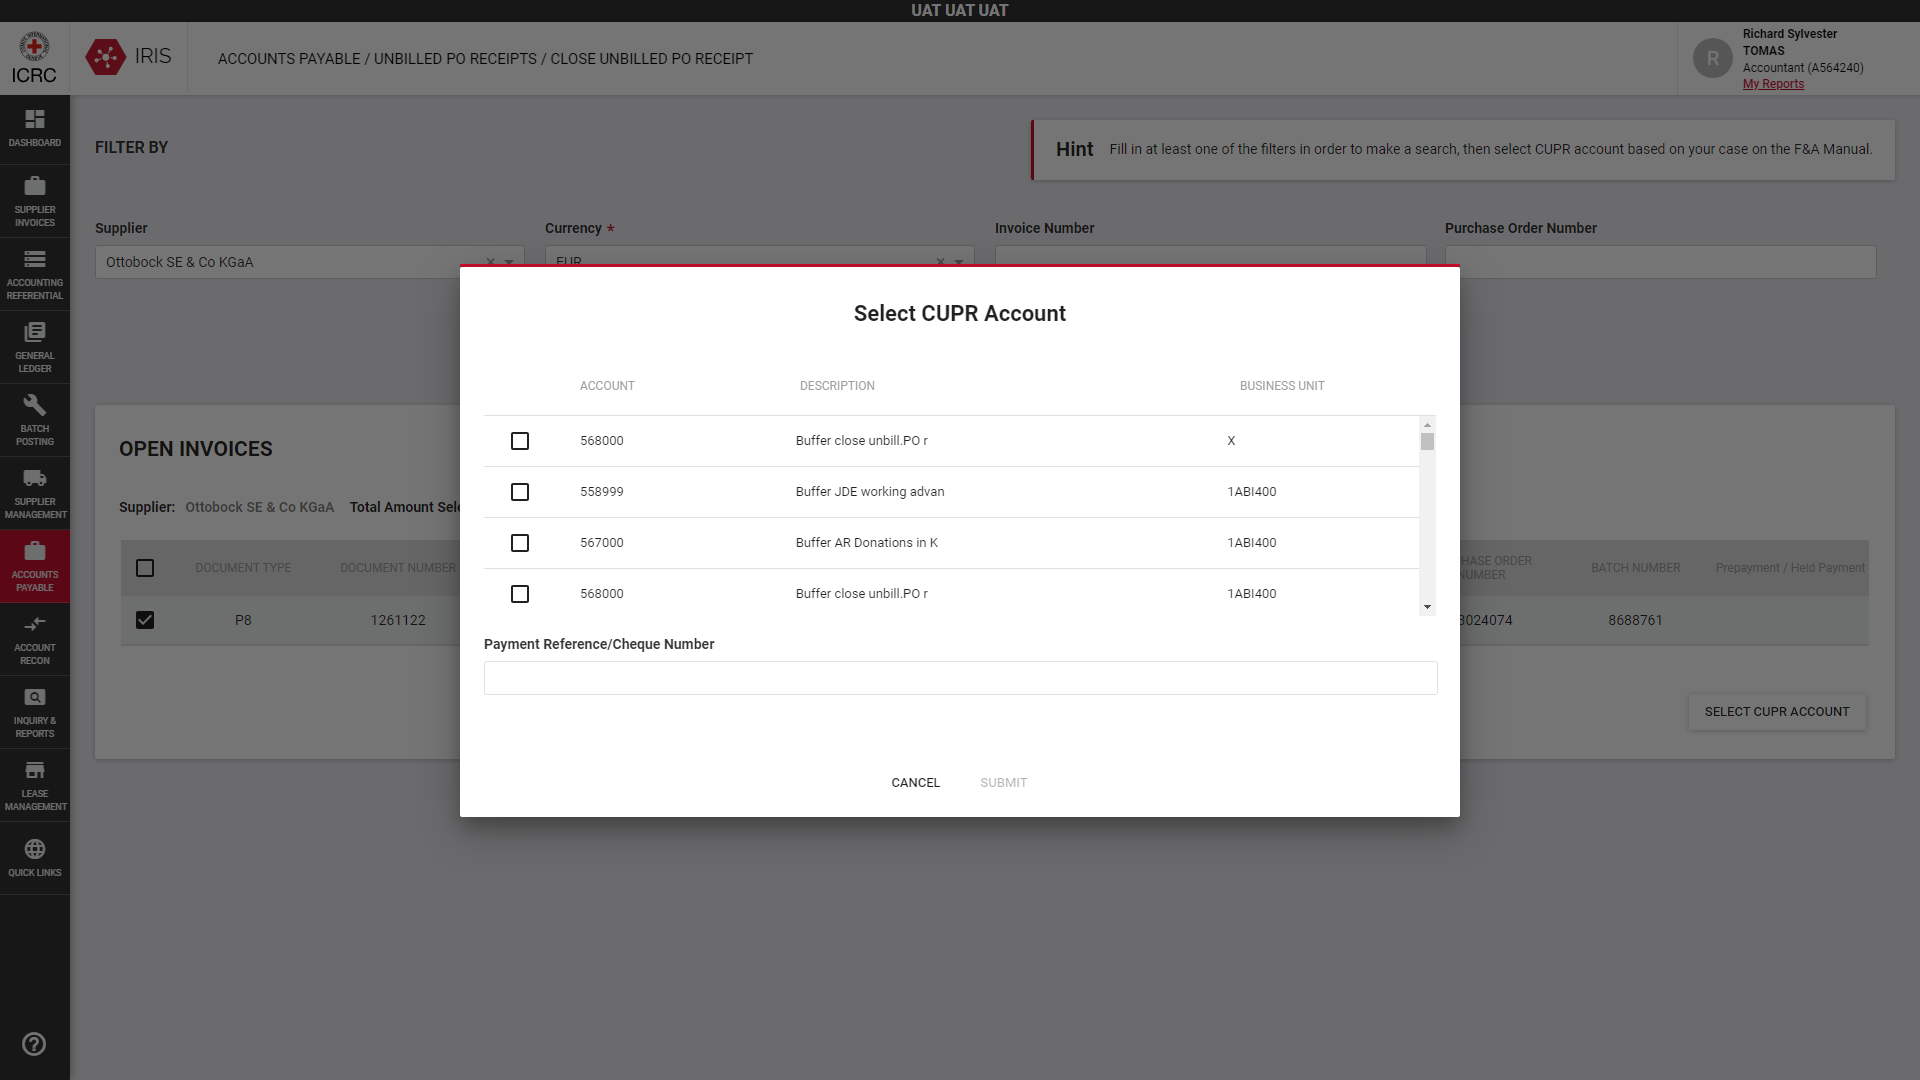 UAT UAT UAT
ICRC
IRIS
ACCOUNTS PAYABLE / UNBILLED PO RECEIPTS / CLOSE UNBILLED PO RECEIPT
R
Richard Sylvester
TOMAS
Accountant (A564240)
My Reports
DASHBOARD
SUPPLIER
INVOICES
ACCOUNTING
REFERENTIAL
GENERAL
LEDGER
BATCH
POSTING
SUPPLIER
MANAGEMENT
ACCOUNTS
PAYABLE
ACCOUNT
RECON
INQUIRY &
REPORTS
LEASE
MANAGEMENT
QUICK LINKS
FILTER BY
Hint Fill in at least one of the filters in order to make a search, then select CUPR account based on your case on the F&A Manual.
Supplier Currency * Invoice Number Purchase Order Number
Ottobock SE & Co KGaA EUR
OPEN INVOICES
Supplier: Ottobock SE & Co KGaA Total Amount Sele
DOCUMENT TYPE DOCUMENT NUMBER HASE ORDER NUMBER BATCH NUMBER Prepayment / Held Payment
P8 1261122 3024074 8688761
SELECT CUPR ACCOUNT
Select CUPR Account
ACCOUNT DESCRIPTION BUSINESS UNIT
568000 Buffer close unbill.PO r X
558999 Buffer JDE working advan 1ABI400
567000 Buffer AR Donations in K 1ABI400
568000 Buffer close unbill.PO r 1ABI400
Payment Reference/Cheque Number
CANCEL SUBMIT